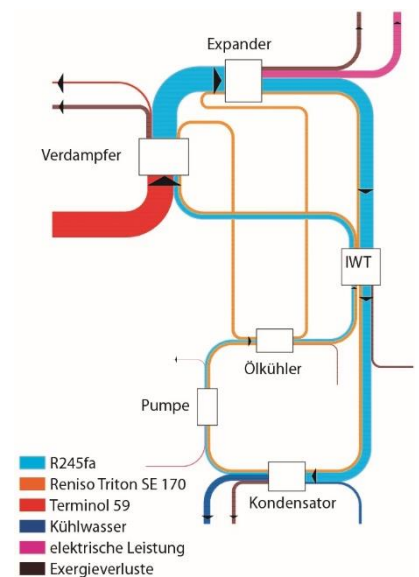 Expander
Verdampfer
IWT
Ölkühler
Pumpe
R245fa
Reniso Triton SE 170
Terminol 59
Kühlwasser
elektrische Leistung
Exergieverluste
Kondensator